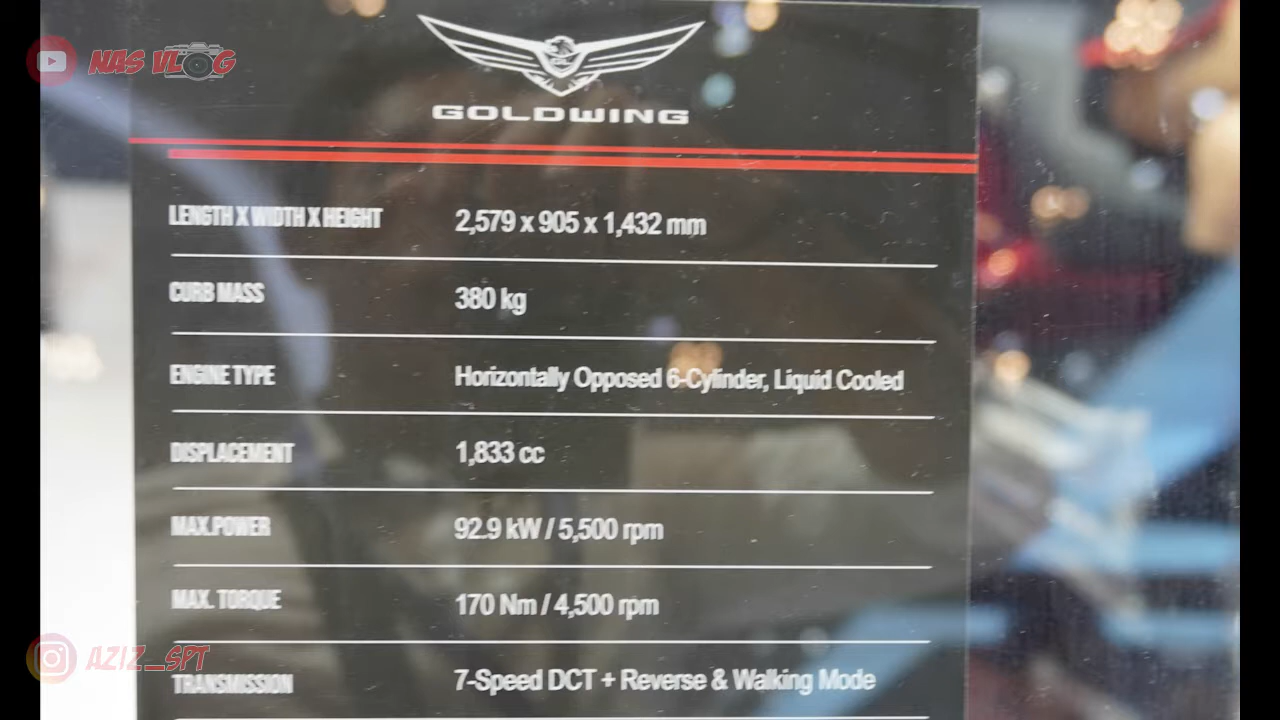 NAS VLOG
GOLDWING
LENGTH X WIDTH X HEIGHT 2,579 x 905 x 1,432 mm
CURB MASS 380 kg
ENGINE TYPE Horizontally Opposed 6-Cylinder, Liquid Cooled
DISPLACEMENT 1,833 cc
MAX.POWER 92.9 kW / 5,500 rpm
MAX. TORQUE 170 Nm / 4,500 rpm
TRANSMISSION 7-Speed DCT + Reverse & Walking Mode
AZIZ_SPT